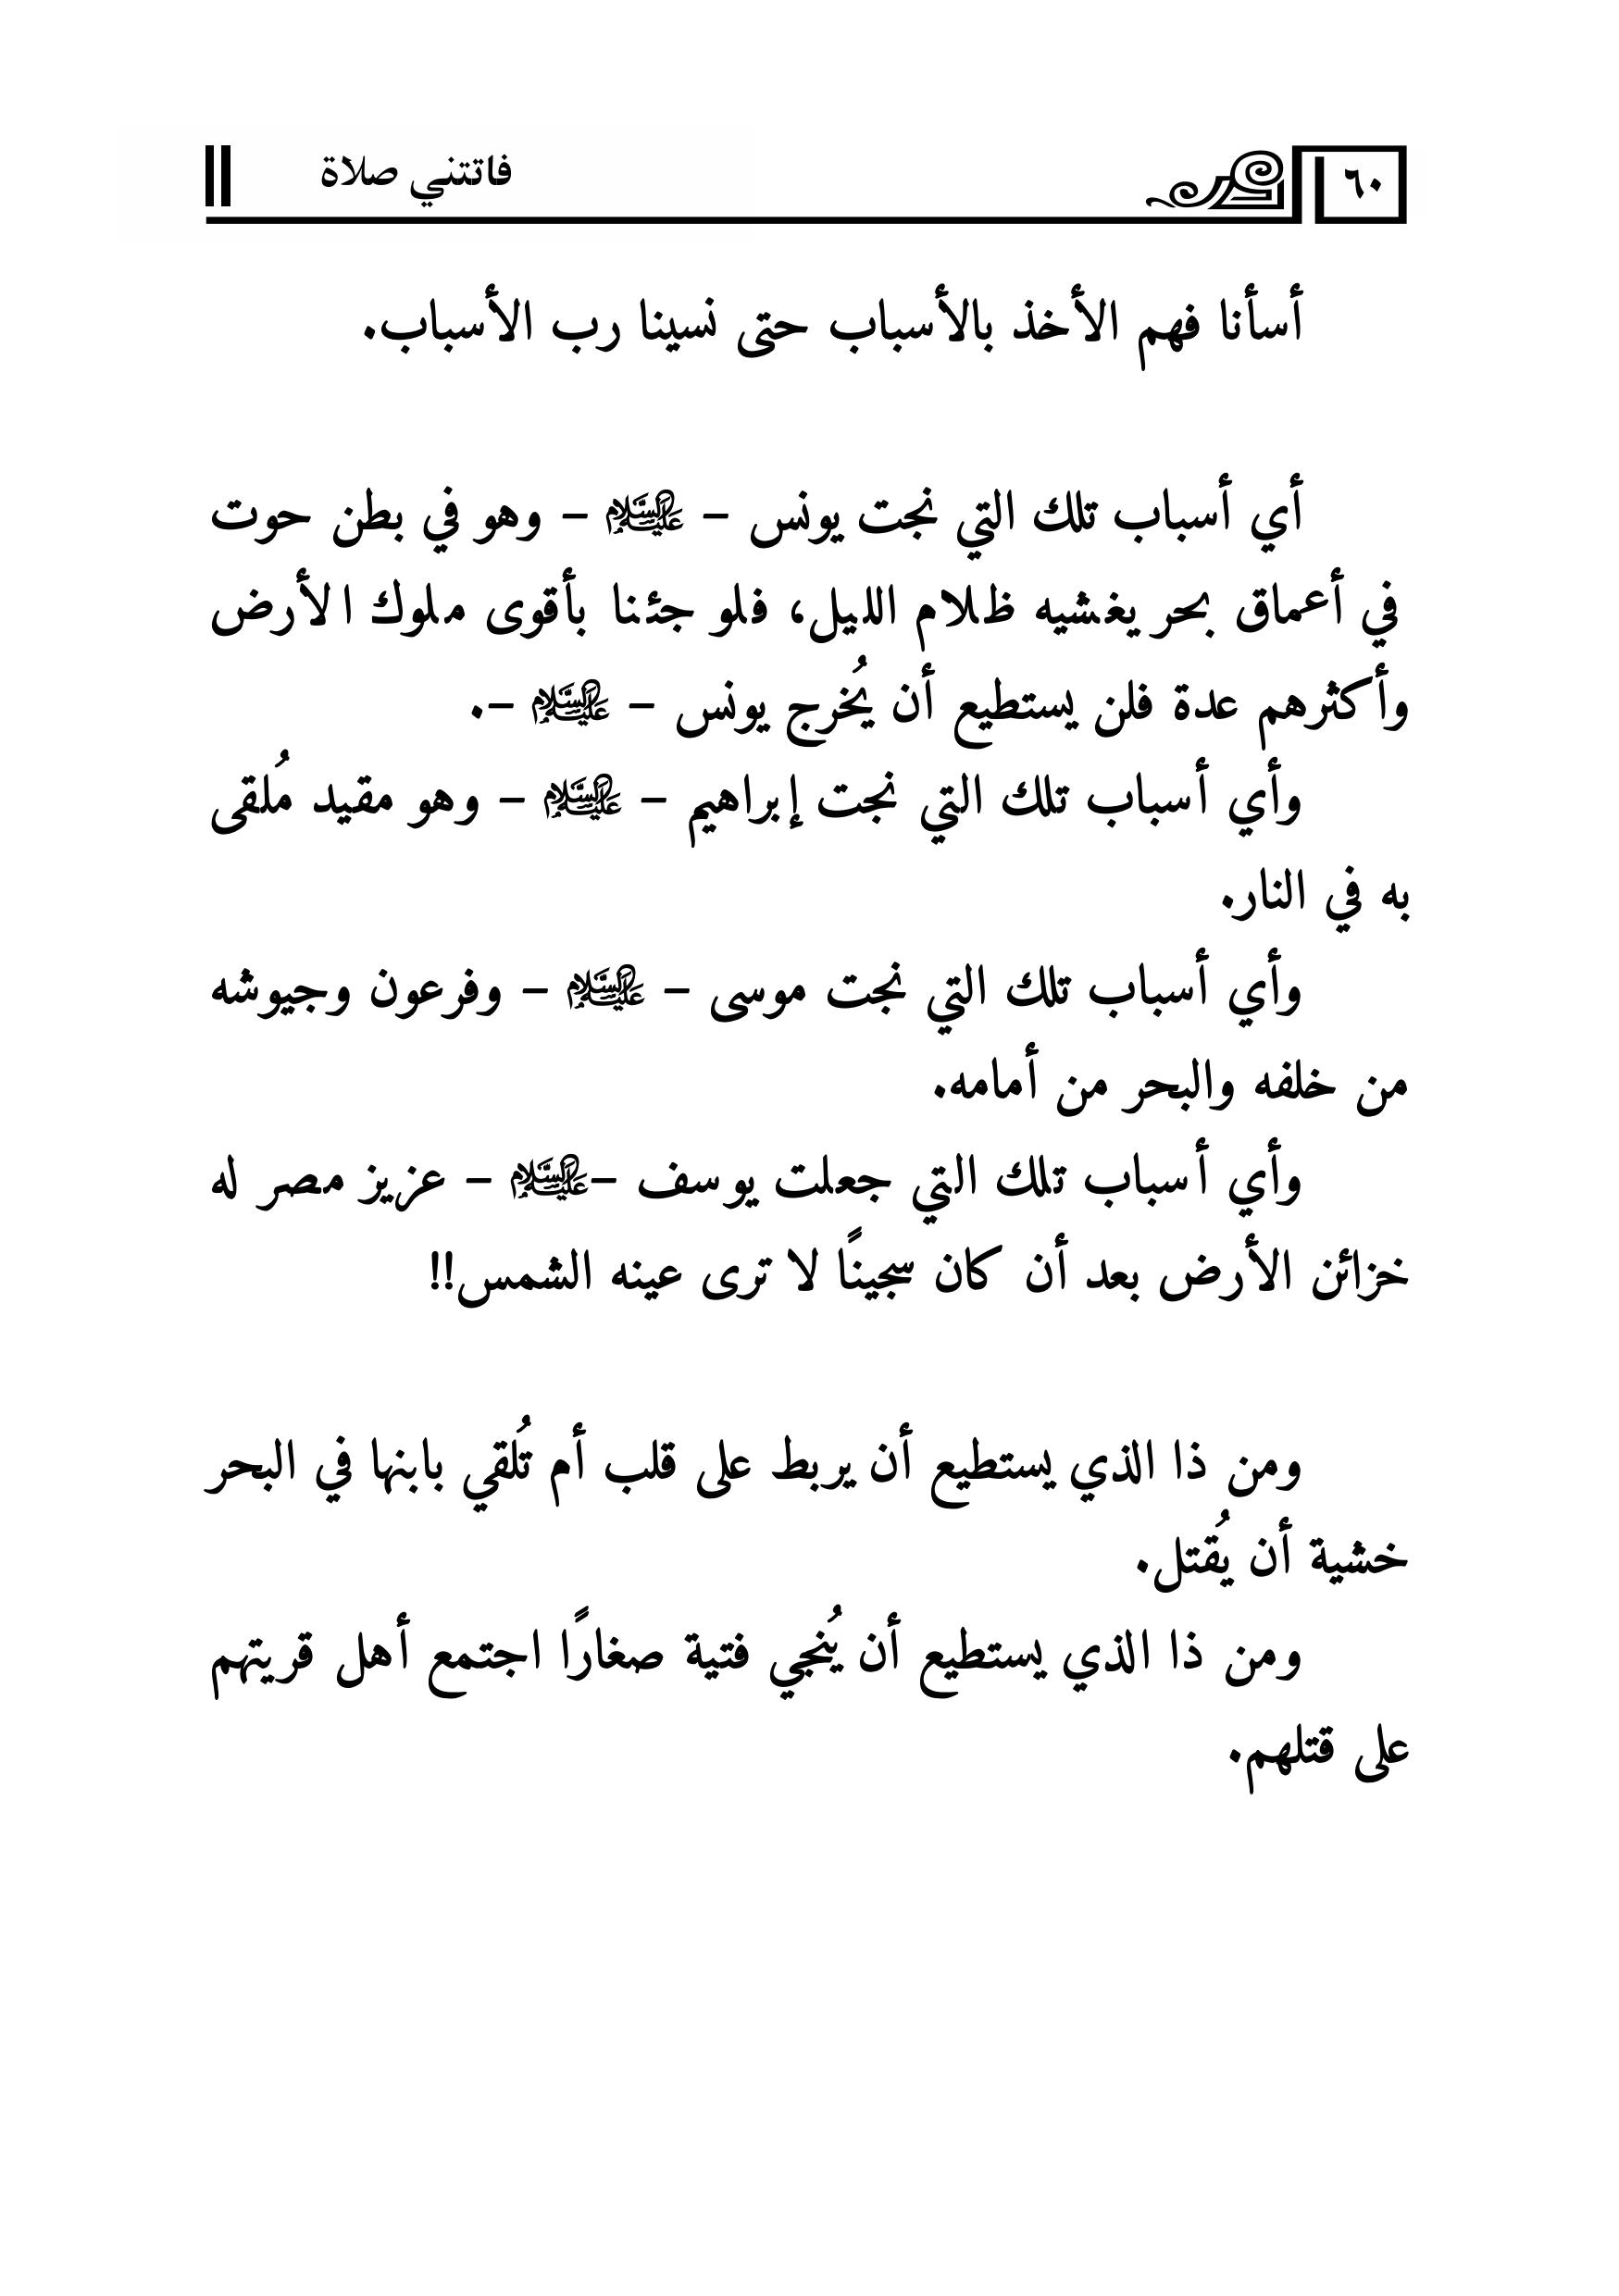 ٦٠
فاتتني صلاة
أسأنا فهم الأخذ بالأسباب حتى نسينا رب الأسباب.
أي أسباب تلك التي نجت يونس – عليه السلام – وهو في بطن حوت
في أعماق بحر يغشيه ظلام الليل، فلو جئنا بأقوى ملوك الأرض
وأكثرهم عدة فلن يستطيع أن يُخرج يونس – عليه السلام –.
وأي أسباب تلك التي نجت إبراهيم – عليه السلام – وهو مقيد مُلقى
به في النار.
وأي أسباب تلك التي نجت موسى – عليه السلام – وفرعون وجيوشه
من خلفه والبحر من أمامه.
وأي أسباب تلك التي جعلت يوسف –عليه السلام – عزيز مصر له
خزائن الأرض بعد أن كان سجينًا لا ترى عينه الشمس!!
ومن ذا الذي يستطيع أن يربط على قلب أم تُلقي بابنها في البحر
خشية أن يُقتل.
ومن ذا الذي يستطيع أن يُنجي فتية صغارًا اجتمع أهل قريتهم
على قتلهم.